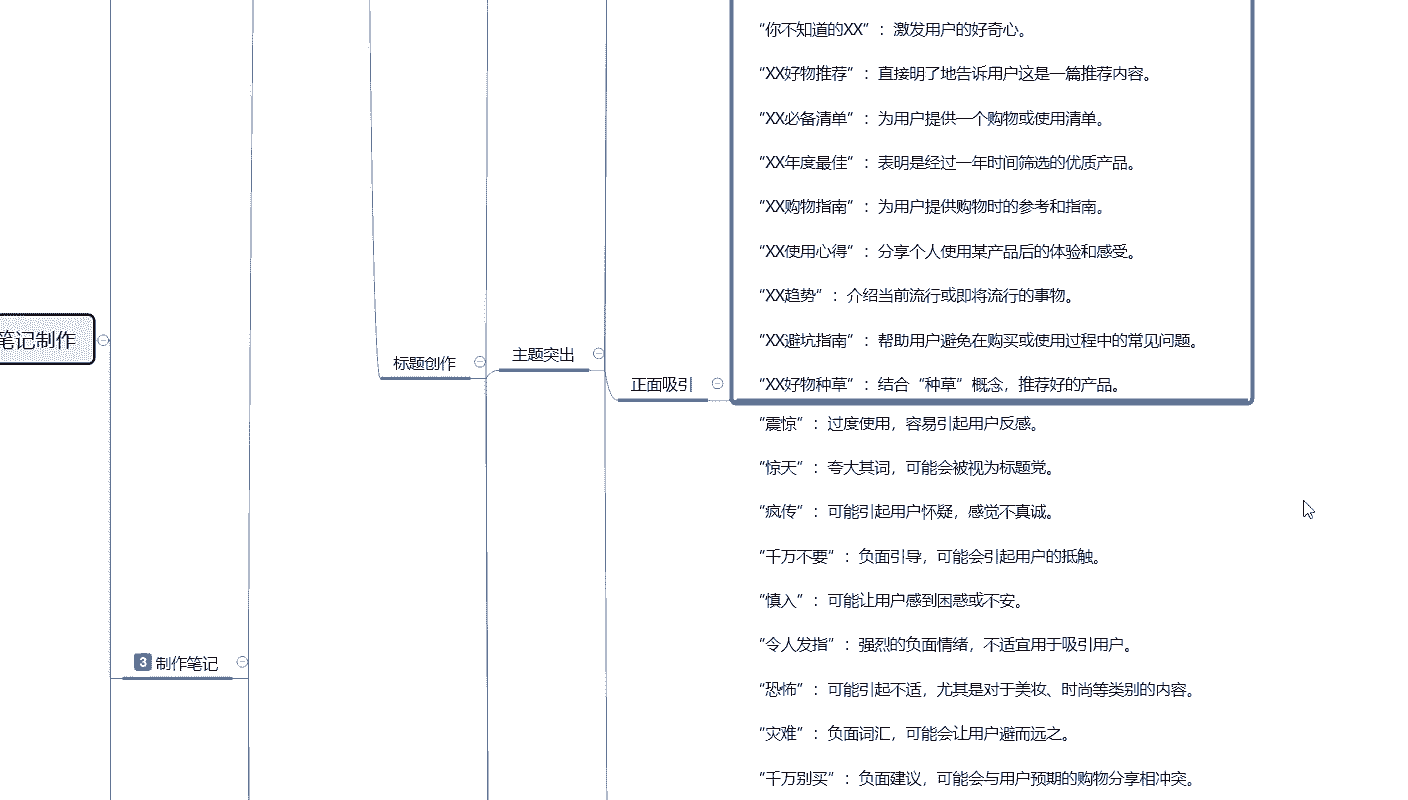 “你不知道的XX”：激发用户的好奇心。
“XX好物推荐”：直接明了地告诉用户这是一篇推荐内容。
“XX必备清单”：为用户提供一个购物或使用清单。
“XX年度最佳”：表明是经过一年时间筛选的优质产品。
“XX购物指南”：为用户提供购物时的参考和指南。
“XX使用心得”：分享个人使用某产品后的体验和感受。
“XX趋势”：介绍当前流行或即将流行的事物。
笔记制作
“XX避坑指南”：帮助用户避免在购买或使用过程中的常见问题。
标题创作
主题突出
正面吸引
“XX好物种草”：结合“种草”概念，推荐好的产品。
“震惊”：过度使用，容易引起用户反感。
“惊天”：夸大其词，可能会被视为标题党。
“疯传”：可能引起用户怀疑，感觉不真诚。
“千万不要”：负面引导，可能会引起用户的抵触。
“慎入”：可能让用户感到困惑或不安。
“令人发指”：强烈的负面情绪，不适宜用于吸引用户。
3 制作笔记
“恐怖”：可能引起不适，尤其是对于美妆、时尚等类别的内容。
“灾难”：负面词汇，可能会让用户避而远之。
“千万别买”：负面建议，可能会与用户预期的购物分享相冲突。